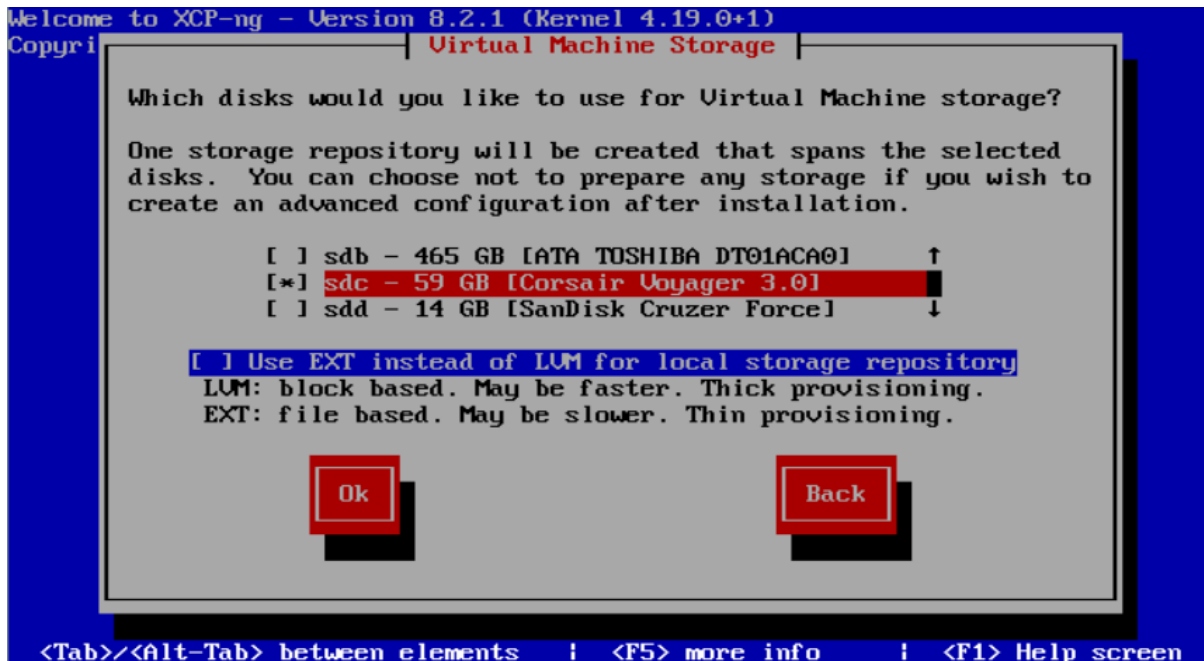 Welcome to XCP-ng - Version 8.2.1 (Kernel 4.19.0+1)
Copyri
Virtual Machine Storage
Which disks would you like to use for Virtual Machine storage?
One storage repository will be created that spans the selected
disks.  You can choose not to prepare any storage if you wish to
create an advanced configuration after installation.
[ ] sdb - 465 GB [ATA TOSHIBA DT01ACA0] ↑
[*] sdc - 59 GB [Corsair Voyager 3.0]
[ ] sdd - 14 GB [SanDisk Cruzer Force] ↓
[ ] Use EXT instead of LVM for local storage repository
LVM: block based. May be faster. Thick provisioning.
EXT: file based. May be slower. Thin provisioning.
Ok Back
<Tab>/<Alt-Tab> between elements | <F5> more info | <F1> Help screen